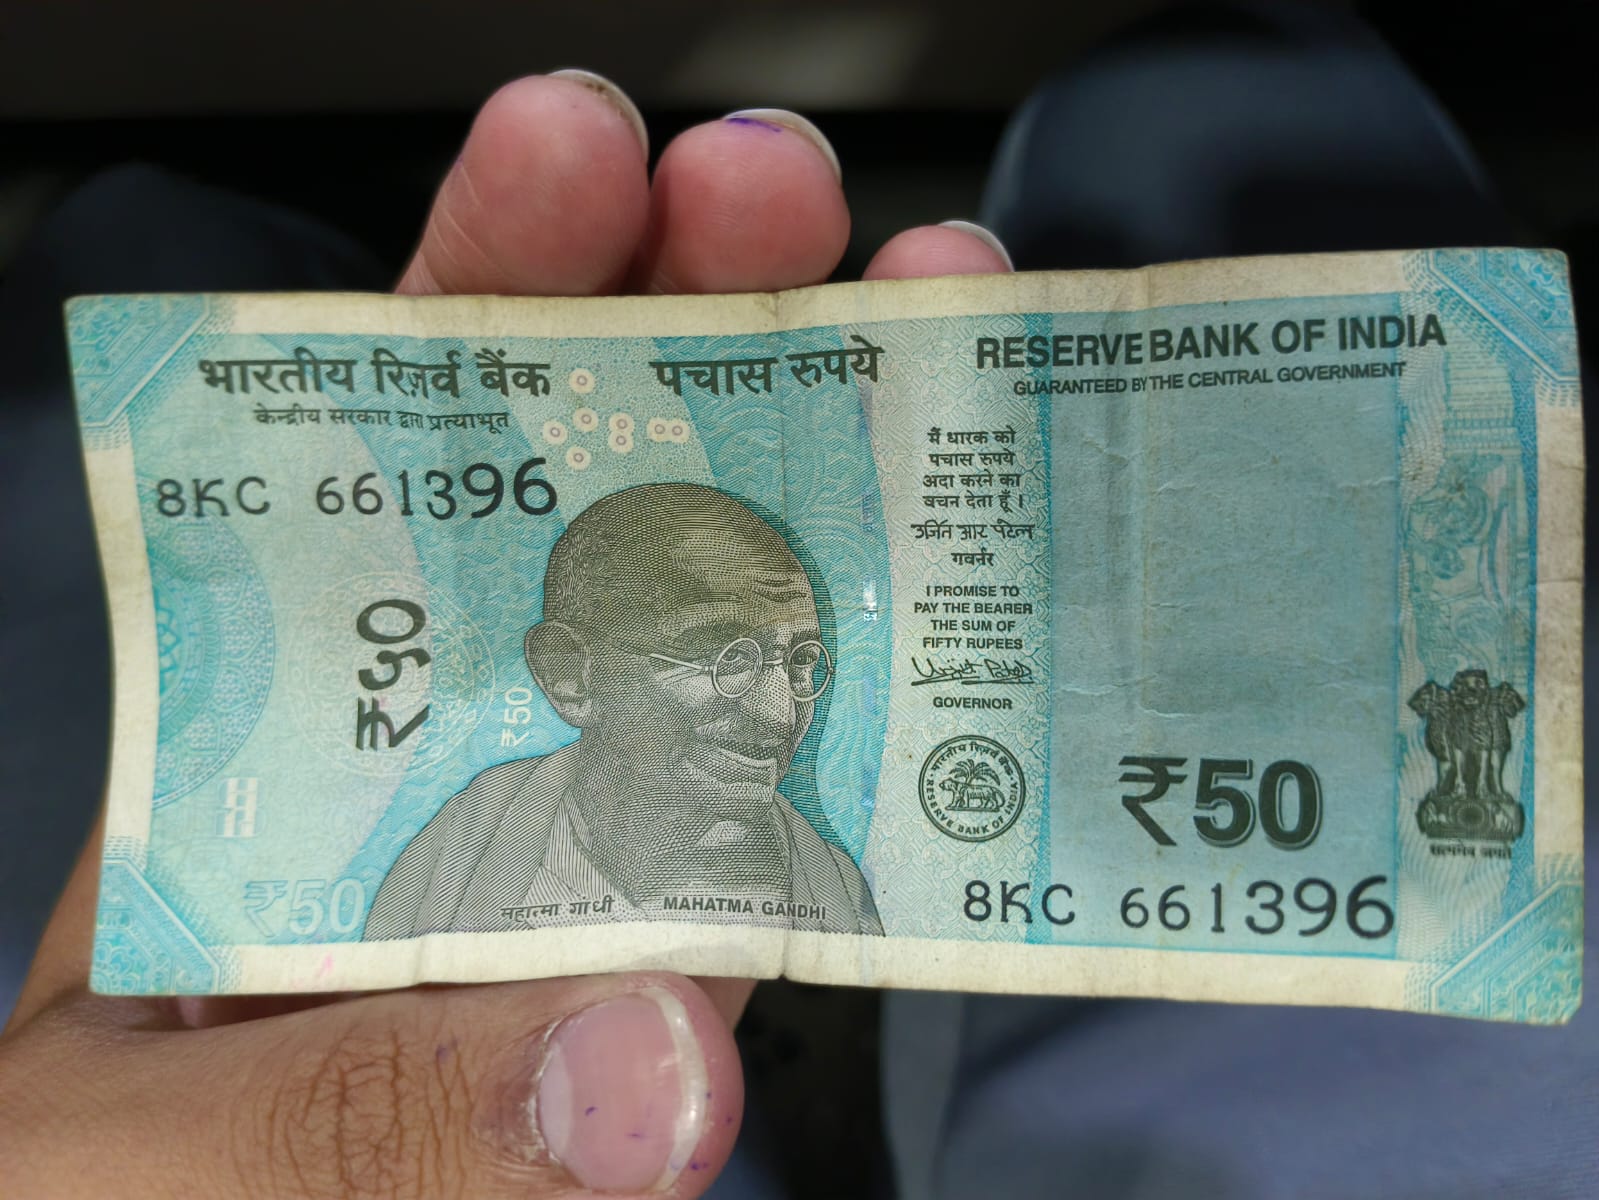 भारतीय रिज़र्व बैंक
केन्द्रीय सरकार द्वारा प्रत्याभूत
पचास रुपये
RESERVE BANK OF INDIA
GUARANTEED BY THE CENTRAL GOVERNMENT
8KC 661396
₹५०
₹50
₹50
महात्मा गांधी
MAHATMA GANDHI
मैं धारक को
पचास रुपये
अदा करने का
वचन देता हूँ ।
उर्जित आर पटेल
गवर्नर
I PROMISE TO
PAY THE BEARER
THE SUM OF
FIFTY RUPEES
Urjit Patel
GOVERNOR
भारतीय रिज़र्व बैंक
RESERVE BANK OF INDIA
₹50
8KC 661396
सत्यमेव जयते